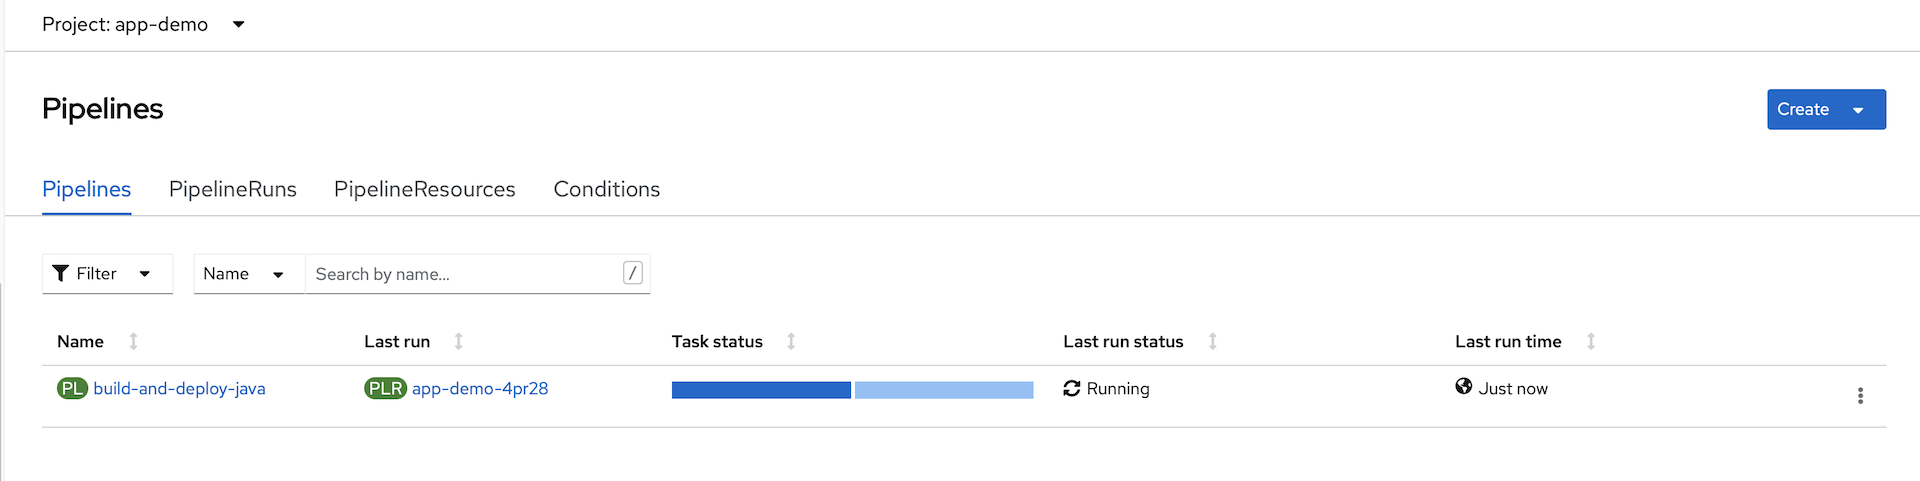 Project: app-demo
Pipelines
Create
Pipelines PipelineRuns PipelineResources Conditions
Filter Name Search by name... /
Name Last run Task status Last run status Last run time
PL build-and-deploy-java PLR app-demo-4pr28 Running Just now